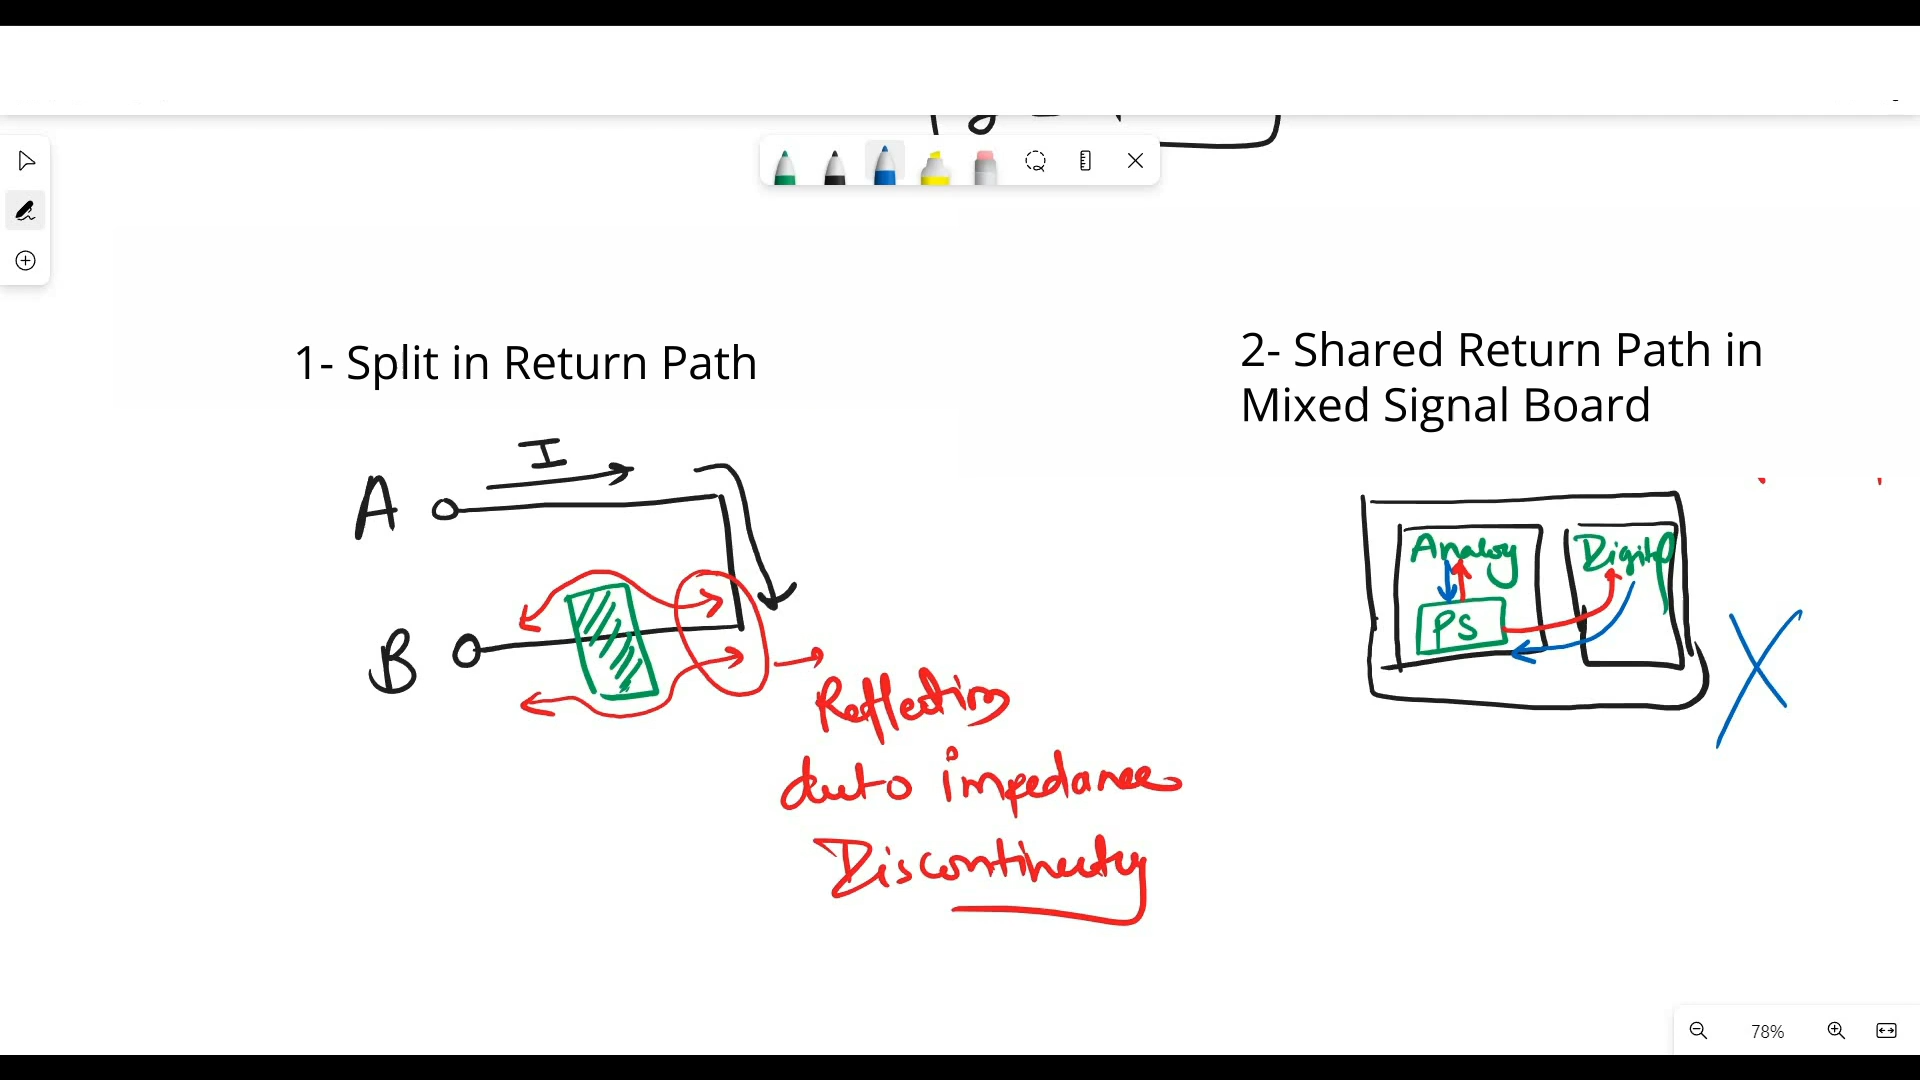 1- Split in Return Path
I
A
B
Reflecting
due to impedance
Discontinuity
2- Shared Return Path in
Mixed Signal Board
Analog
Digital
PS
X
78%